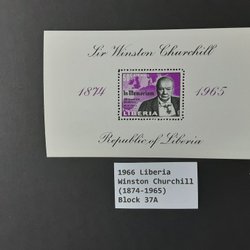 Sir Winston Churchill
1874 1965
In Memoriam
LIBERIA
Republic of Liberia
1966 Liberia
Winston Churchill
(1874-1965)
Block 37A